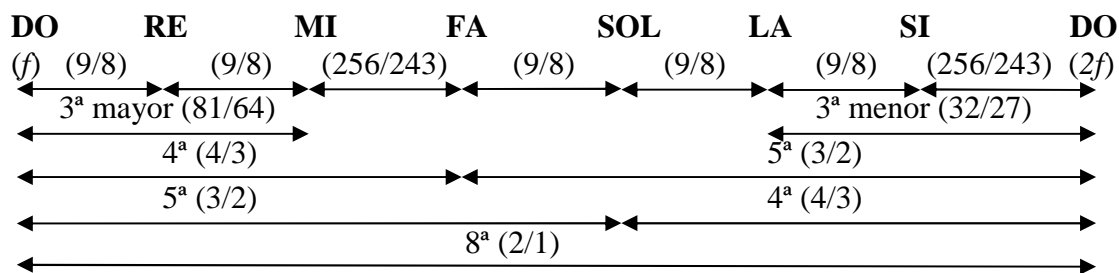 DO RE MI FA SOL LA SI DO
(f) (9/8) (9/8) (256/243) (9/8) (9/8) (9/8) (256/243) (2f)
3ª mayor (81/64) 3ª menor (32/27)
4ª (4/3) 5ª (3/2)
5ª (3/2) 4ª (4/3)
8ª (2/1)